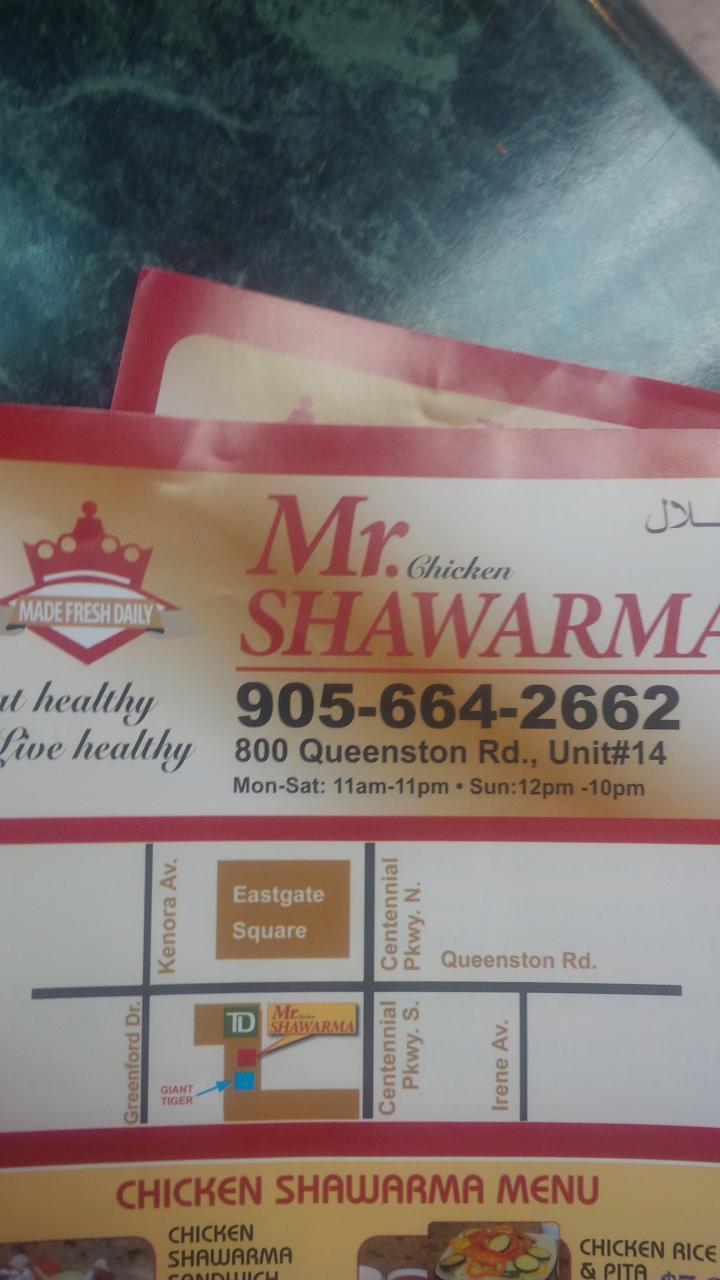 حلال
Mr.
Chicken
SHAWARMA
MADE FRESH DAILY
at healthy
Live healthy
905-664-2662
800 Queenston Rd., Unit#14
Mon-Sat: 11am-11pm • Sun:12pm -10pm
Kenora Av.
Eastgate
Square
Centennial
Pkwy. N.
Queenston Rd.
Greenford Dr.
TD
Mr.
SHAWARMA
GIANT
TIGER
Centennial
Pkwy. S.
Irene Av.
CHICKEN SHAWARMA MENU
CHICKEN
SHAWARMA
SANDWICH
CHICKEN RICE
& PITA